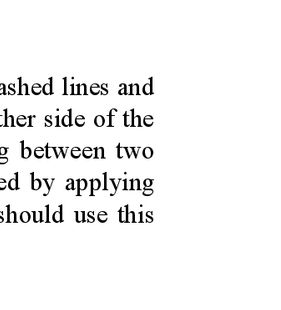 ashed lines and
ther side of the
g between two
ed by applying
should use this